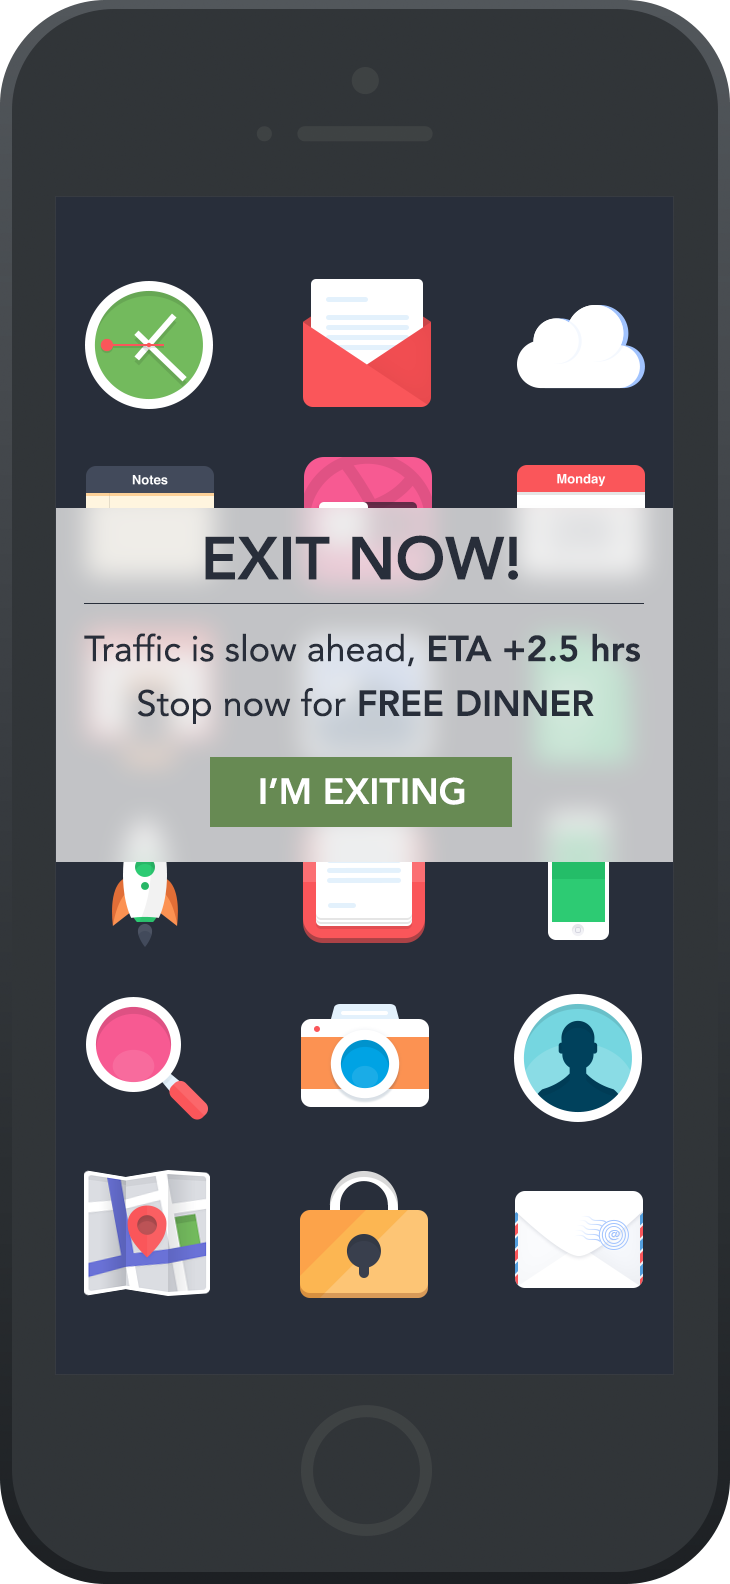 Notes
Monday
EXIT NOW!
Traffic is slow ahead, ETA +2.5 hrs
Stop now for FREE DINNER
I'M EXITING
@